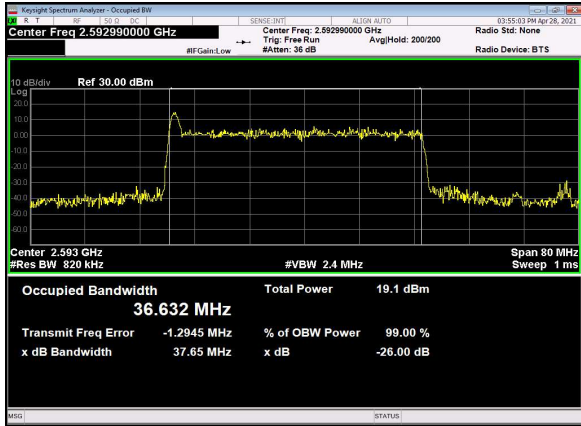 Keysight Spectrum Analyzer - Occupied BW
LXI R T RF 50 Ω DC SENSE:INT ALIGN AUTO 03:55:03 PM Apr 28, 2021
Center Freq 2.592990000 GHz Center Freq: 2.592990000 GHz Radio Std: None
Trig: Free Run Avg|Hold: 200/200
#IFGain:Low #Atten: 36 dB Radio Device: BTS
10 dB/div Ref 30.00 dBm
Log
20.0
10.0
0.00
-10.0
-20.0
-30.0
-40.0
-50.0
-60.0
Center 2.593 GHz Span 80 MHz
#Res BW 820 kHz #VBW 2.4 MHz Sweep 1 ms
Occupied Bandwidth Total Power 19.1 dBm
36.632 MHz
Transmit Freq Error -1.2945 MHz % of OBW Power 99.00 %
x dB Bandwidth 37.65 MHz x dB -26.00 dB
MSG STATUS